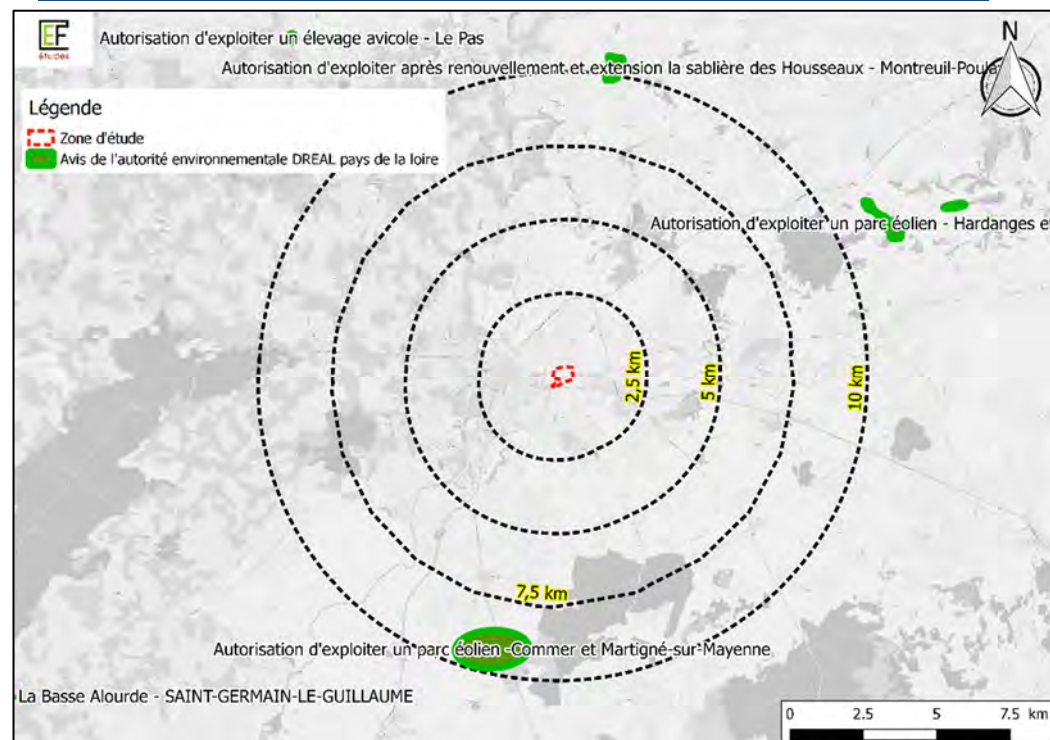 EF
études
Autorisation d'exploiter un élevage avicole - Le Pas
N
Autorisation d'exploiter après renouvellement et extension la sablière des Housseaux - Montreuil-Poula
Légende
Zone d'étude
Avis de l'autorité environnementale DREAL pays de la loire
Autorisation d'exploiter un parc éolien - Hardanges et
2,5 km
5 km
10 km
7,5 km
Autorisation d'exploiter un parc éolien -Commer et Martigné-sur-Mayenne
La Basse Alourde - SAINT-GERMAIN-LE-GUILLAUME
0 2.5 5 7.5 km